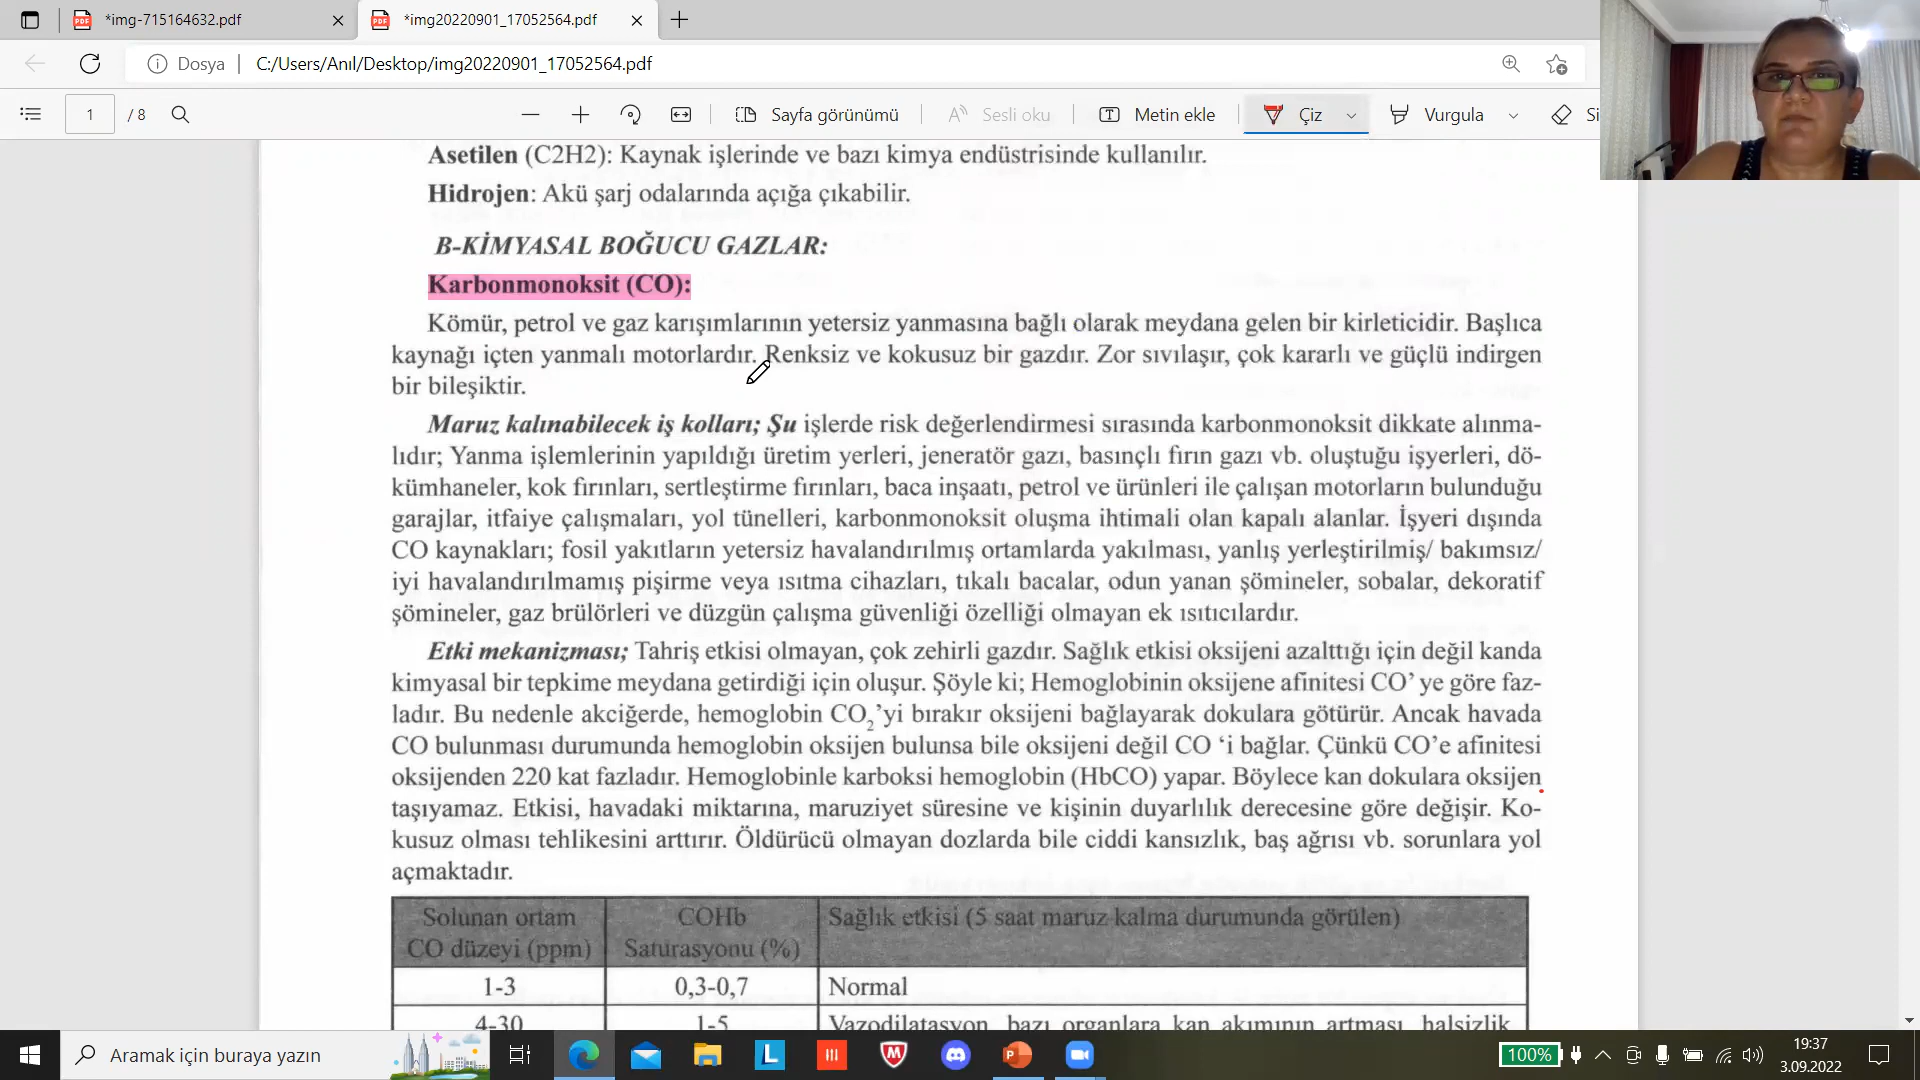 *img-715164632.pdf
*img20220901_17052564.pdf
Dosya
C:/Users/Anıl/Desktop/img20220901_17052564.pdf
1 / 8
Sayfa görünümü
Sesli oku
Metin ekle
Çiz
Vurgula
Si
Asetilen (C2H2): Kaynak işlerinde ve bazı kimya endüstrisinde kullanılır.
Hidrojen: Akü şarj odalarında açığa çıkabilir.
B-KİMYASAL BOĞUCU GAZLAR:
Karbonmonoksit (CO):
Kömür, petrol ve gaz karışımlarının yetersiz yanmasına bağlı olarak meydana gelen bir kirleticidir. Başlıca
kaynağı içten yanmalı motorlardır. Renksiz ve kokusuz bir gazdır. Zor sıvılaşır, çok kararlı ve güçlü indirgen
bir bileşiktir.
Maruz kalınabilecek iş kolları; Şu işlerde risk değerlendirmesi sırasında karbonmonoksit dikkate alınma-
lıdır; Yanma işlemlerinin yapıldığı üretim yerleri, jeneratör gazı, basınçlı fırın gazı vb. oluştuğu işyerleri, dö-
kümhaneler, kok fırınları, sertleştirme fırınları, baca inşaatı, petrol ve ürünleri ile çalışan motorların bulunduğu
garajlar, itfaiye çalışmaları, yol tünelleri, karbonmonoksit oluşma ihtimali olan kapalı alanlar. İşyeri dışında
CO kaynakları; fosil yakıtların yetersiz havalandırılmış ortamlarda yakılması, yanlış yerleştirilmiş/ bakımsız/
iyi havalandırılmamış pişirme veya ısıtma cihazları, tıkalı bacalar, odun yanan şömineler, sobalar, dekoratif
şömineler, gaz brülörleri ve düzgün çalışma güvenliği özelliği olmayan ek ısıtıcılardır.
Etki mekanizması; Tahriş etkisi olmayan, çok zehirli gazdır. Sağlık etkisi oksijeni azalttığı için değil kanda
kimyasal bir tepkime meydana getirdiği için oluşur. Şöyle ki; Hemoglobinin oksijene afinitesi CO' ye göre faz-
ladır. Bu nedenle akciğerde, hemoglobin CO₂'yi bırakır oksijeni bağlayarak dokulara götürür. Ancak havada
CO bulunması durumunda hemoglobin oksijen bulunsa bile oksijeni değil CO 'i bağlar. Çünkü CO'e afinitesi
oksijenden 220 kat fazladır. Hemoglobinle karboksi hemoglobin (HbCO) yapar. Böylece kan dokulara oksijen
taşıyamaz. Etkisi, havadaki miktarına, maruziyet süresine ve kişinin duyarlılık derecesine göre değişir. Ko-
kusuz olması tehlikesini arttırır. Öldürücü olmayan dozlarda bile ciddi kansızlık, baş ağrısı vb. sorunlara yol
açmaktadır.
Solunan ortam CO düzeyi (ppm)
COHb Saturasyonu (%)
Sağlık etkisi (5 saat maruz kalma durumunda görülen)
1-3
0,3-0,7
Normal
4-30
1-5
Vazodilatasyon, bazı organlara kan akımının artması, halsizlik,
Aramak için buraya yazın
100%
19:37
3.09.2022